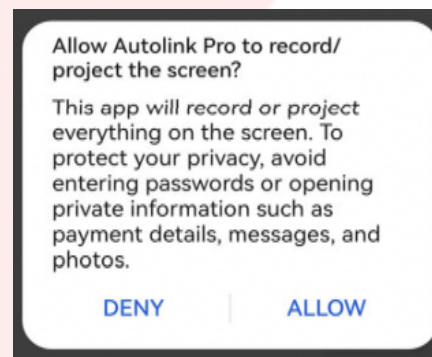 Allow Autolink Pro to record/
project the screen?
This app will record or project
everything on the screen. To
protect your privacy, avoid
entering passwords or opening
private information such as
payment details, messages, and
photos.
DENY ALLOW